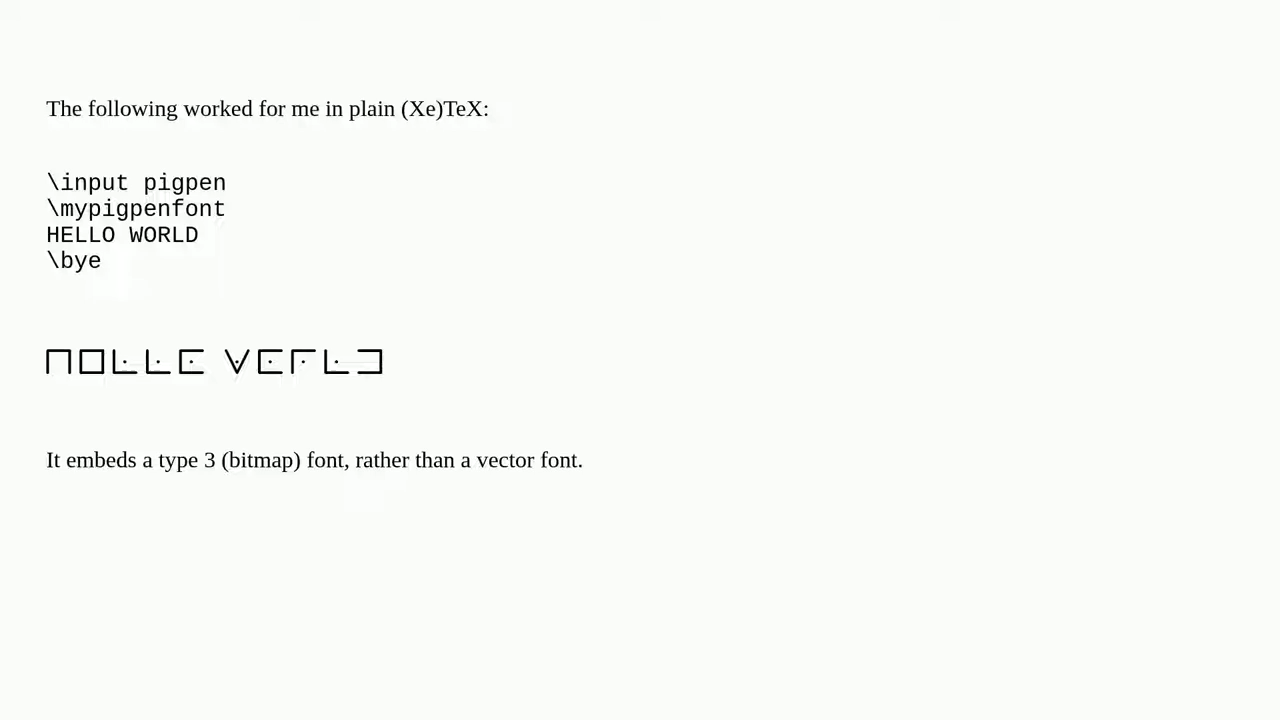 The following worked for me in plain (Xe)TeX:
\input pigpen
\mypigpenfont
HELLO WORLD
\bye
It embeds a type 3 (bitmap) font, rather than a vector font.